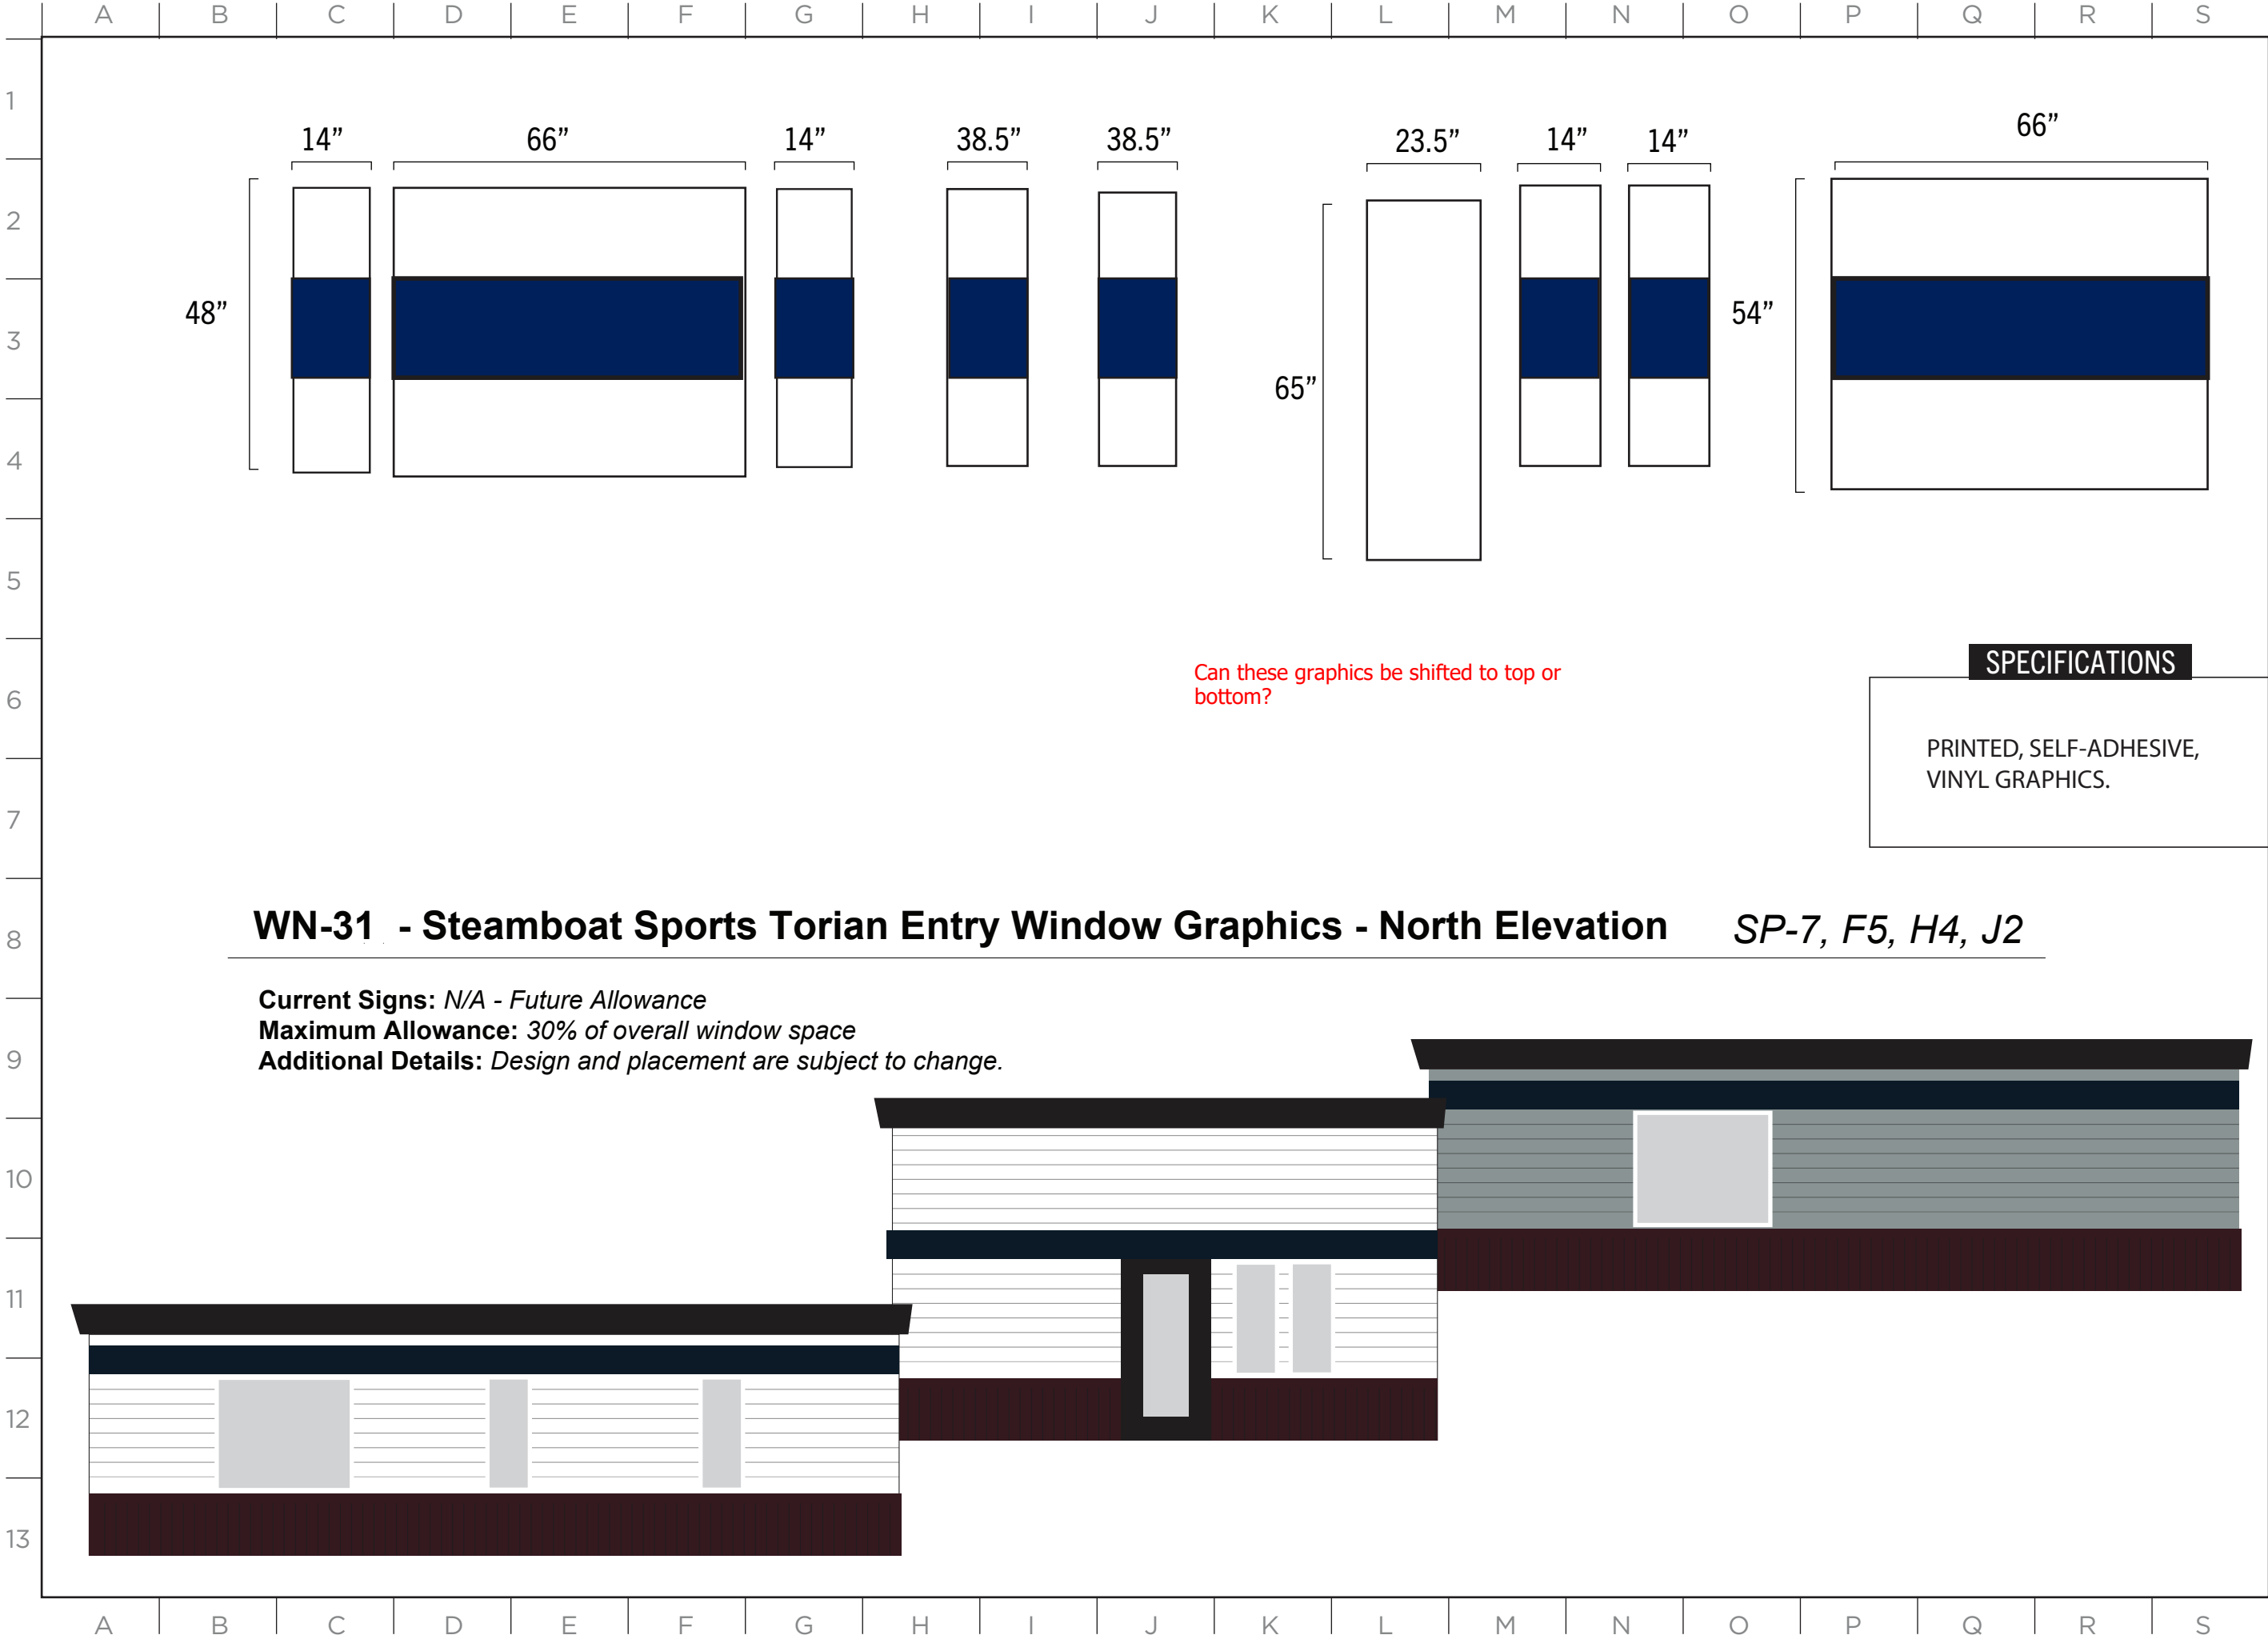 A B C D E F G H I J K L M N O P Q R S
1
14” 66” 14” 38.5” 38.5” 23.5” 14” 14” 66”
2
48” 54”
3
65”
4
5
Can these graphics be shifted to top or
bottom?
SPECIFICATIONS
6
PRINTED, SELF-ADHESIVE,
VINYL GRAPHICS.
7
WN-31 - Steamboat Sports Torian Entry Window Graphics - North Elevation SP-7, F5, H4, J2
8
Current Signs: N/A - Future Allowance
Maximum Allowance: 30% of overall window space
9
Additional Details: Design and placement are subject to change.
10
11
12
13
A B C D E F G H I J K L M N O P Q R S